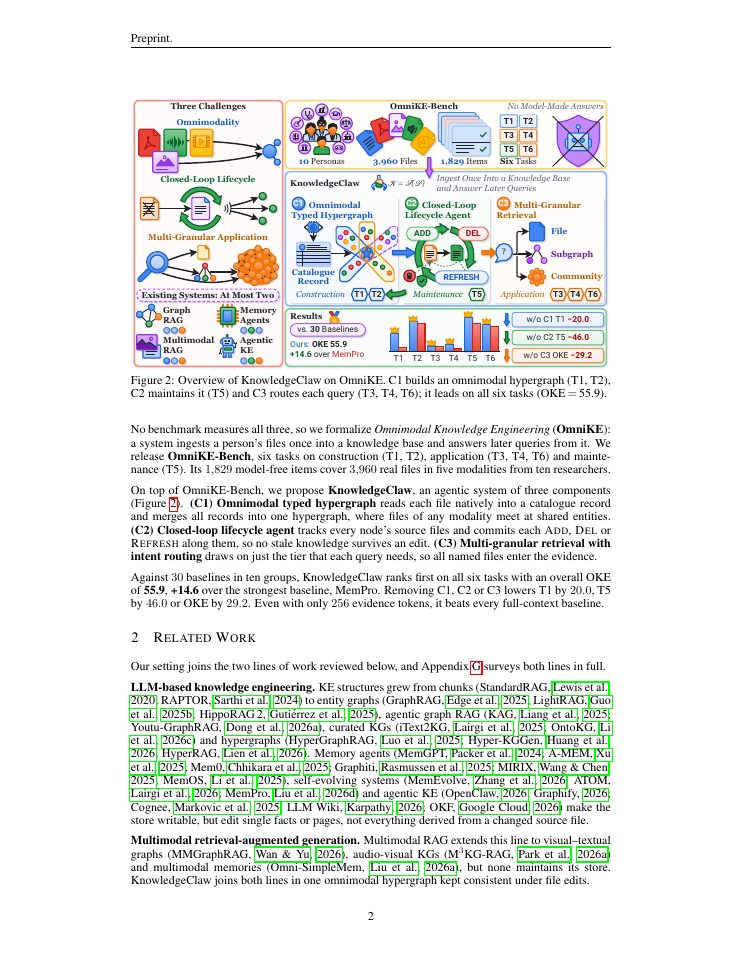 Preprint.
Three Challenges
Omnimodality
Closed-Loop Lifecycle
Multi-Granular Application
Existing Systems: At Most Two
Graph
RAG
Memory
Agents
Multimodal
RAG
Agentic
KE
OmniKE-Bench
No Model-Made Answers
T1 T2
T3 T4
T5 T6
10 Personas
3,960 Files
1,829 Items
Six Tasks
KnowledgeClaw
Ingest Once Into a Knowledge Base
and Answer Later Queries
C1 Omnimodal
Typed Hypergraph
Catalogue
Record
Construction T1 T2
C2 Closed-Loop
Lifecycle Agent
ADD DEL
REFRESH
Maintenance T5
C3 Multi-Granular
Retrieval
?
File
Subgraph
Community
Application T3 T4 T6
Results
vs. 30 Baselines
Ours: OKE 55.9
+14.6 over MemPro
T1 T2 T3 T4 T5 T6
w/o C1 T1 −20.0
w/o C2 T5 −46.0
w/o C3 OKE −29.2
Figure 2: Overview of KnowledgeClaw on OmniKE. C1 builds an omnimodal hypergraph (T1, T2),
C2 maintains it (T5) and C3 routes each query (T3, T4, T6); it leads on all six tasks (OKE = 55.9).
No benchmark measures all three, so we formalize Omnimodal Knowledge Engineering (OmniKE):
a system ingests a person's files once into a knowledge base and answers later queries from it. We
release OmniKE-Bench, six tasks on construction (T1, T2), application (T3, T4, T6) and mainte-
nance (T5). Its 1,829 model-free items cover 3,960 real files in five modalities from ten researchers.
On top of OmniKE-Bench, we propose KnowledgeClaw, an agentic system of three components
(Figure 2). (C1) Omnimodal typed hypergraph reads each file natively into a catalogue record
and merges all records into one hypergraph, where files of any modality meet at shared entities.
(C2) Closed-loop lifecycle agent tracks every node's source files and commits each ADD, DEL or
REFRESH along them, so no stale knowledge survives an edit. (C3) Multi-granular retrieval with
intent routing draws on just the tier that each query needs, so all named files enter the evidence.
Against 30 baselines in ten groups, KnowledgeClaw ranks first on all six tasks with an overall OKE
of 55.9, +14.6 over the strongest baseline, MemPro. Removing C1, C2 or C3 lowers T1 by 20.0, T5
by 46.0 or OKE by 29.2. Even with only 256 evidence tokens, it beats every full-context baseline.
2 RELATED WORK
Our setting joins the two lines of work reviewed below, and Appendix G surveys both lines in full.
LLM-based knowledge engineering. KE structures grew from chunks (StandardRAG, Lewis et al.
2020, RAPTOR, Sarthi et al., 2024) to entity graphs (GraphRAG, Edge et al., 2025, LightRAG, Guo
et al., 2025b, HippoRAG 2, Gutiérrez et al., 2025), agentic graph RAG (KAG, Liang et al., 2025;
Youtu-GraphRAG, Dong et al., 2026a), curated KGs (iText2KG, Lairgi et al., 2025; OntoKG, Li
et al., 2026c) and hypergraphs (HyperGraphRAG, Luo et al., 2025; Hyper-KGGen, Huang et al.,
2026, HyperRAG, Lien et al., 2026). Memory agents (MemGPT, Packer et al., 2024; A-MEM, Xu
et al., 2025; Mem0, Chhikara et al., 2025; Graphiti, Rasmussen et al., 2025; MIRIX, Wang & Chen
2025, MemOS, Li et al., 2025), self-evolving systems (MemEvolve, Zhang et al., 2026, ATOM,
Lairgi et al., 2026; MemPro, Liu et al., 2026d) and agentic KE (OpenClaw, 2026; Graphify, 2026;
Cognee, Markovic et al., 2025, LLM Wiki, Karpathy, 2026; OKF, Google Cloud, 2026) make the
store writable, but edit single facts or pages, not everything derived from a changed source file.
Multimodal retrieval-augmented generation. Multimodal RAG extends this line to visual–textual
graphs (MMGraphRAG, Wan & Yu, 2026), audio-visual KGs (M³KG-RAG, Park et al., 2026a)
and multimodal memories (Omni-SimpleMem, Liu et al., 2026a), but none maintains its store.
KnowledgeClaw joins both lines in one omnimodal hypergraph kept consistent under file edits.
2